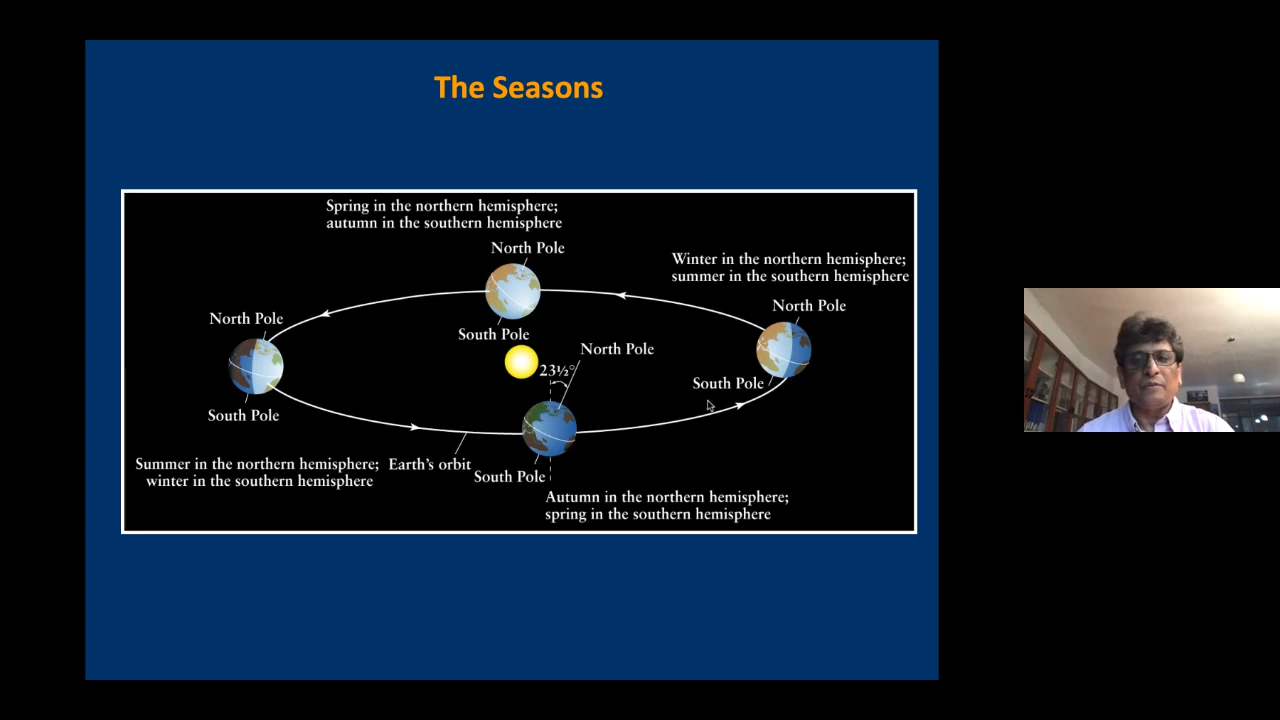 The Seasons
Spring in the northern hemisphere;
autumn in the southern hemisphere
North Pole
Winter in the northern hemisphere;
summer in the southern hemisphere
North Pole
North Pole
South Pole
North Pole
23½°
South Pole
South Pole
Summer in the northern hemisphere;
winter in the southern hemisphere
Earth's orbit
South Pole
Autumn in the northern hemisphere;
spring in the southern hemisphere